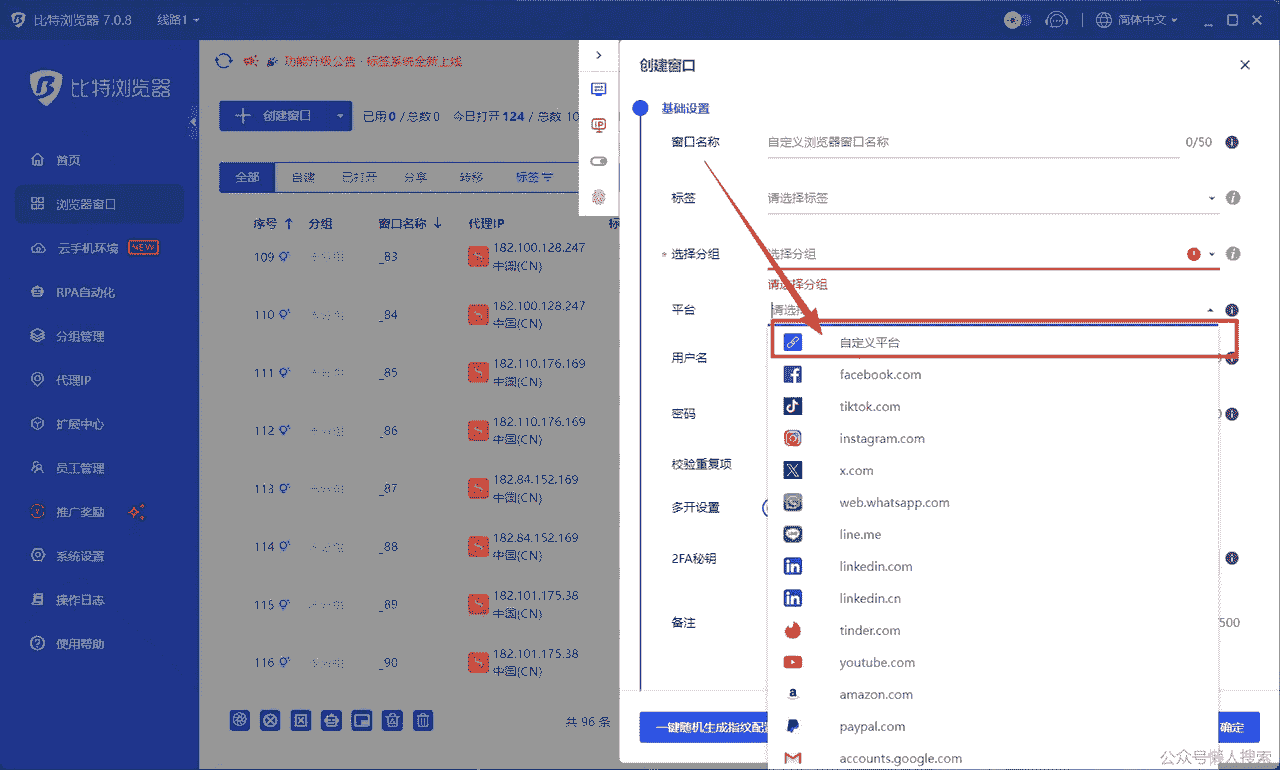 比特浏览器 7.0.8 线路1
简体中文
比特浏览器
首页
浏览器窗口
云手机环境 NEW
RPA自动化
分组管理
代理IP
扩展中心
员工管理
推广奖励
系统设置
操作日志
使用帮助
功能升级公告 · 标签系统全新上线
创建窗口 已用 0 / 总数 0 今日打开 124 / 总数 10
全部 自建 已打开 分享 转移 标签
序号 分组 窗口名称 代理IP 标
109 _83 182.100.128.247
中国(CN)
110 _84 182.100.128.247
中国(CN)
111 _85 182.110.176.169
中国(CN)
112 _86 182.110.176.169
中国(CN)
113 _87 182.84.152.169
中国(CN)
114 _88 182.84.152.169
中国(CN)
115 _89 182.101.175.38
中国(CN)
116 _90 182.101.175.38
中国(CN)
共 96 条
IP
创建窗口
基础设置
窗口名称 自定义浏览器窗口名称 0/50
标签 请选择标签
* 选择分组 选择分组
请选择分组
平台 请选择
自定义平台
用户名
facebook.com
tiktok.com
密码
instagram.com
校验重复项
x.com
多开设置
web.whatsapp.com
line.me
2FA秘钥
linkedin.com
linkedin.cn
备注
tinder.com
500
youtube.com
amazon.com
一键随机生成指纹配置
paypal.com
确定
accounts.google.com
公众号懒人搜索